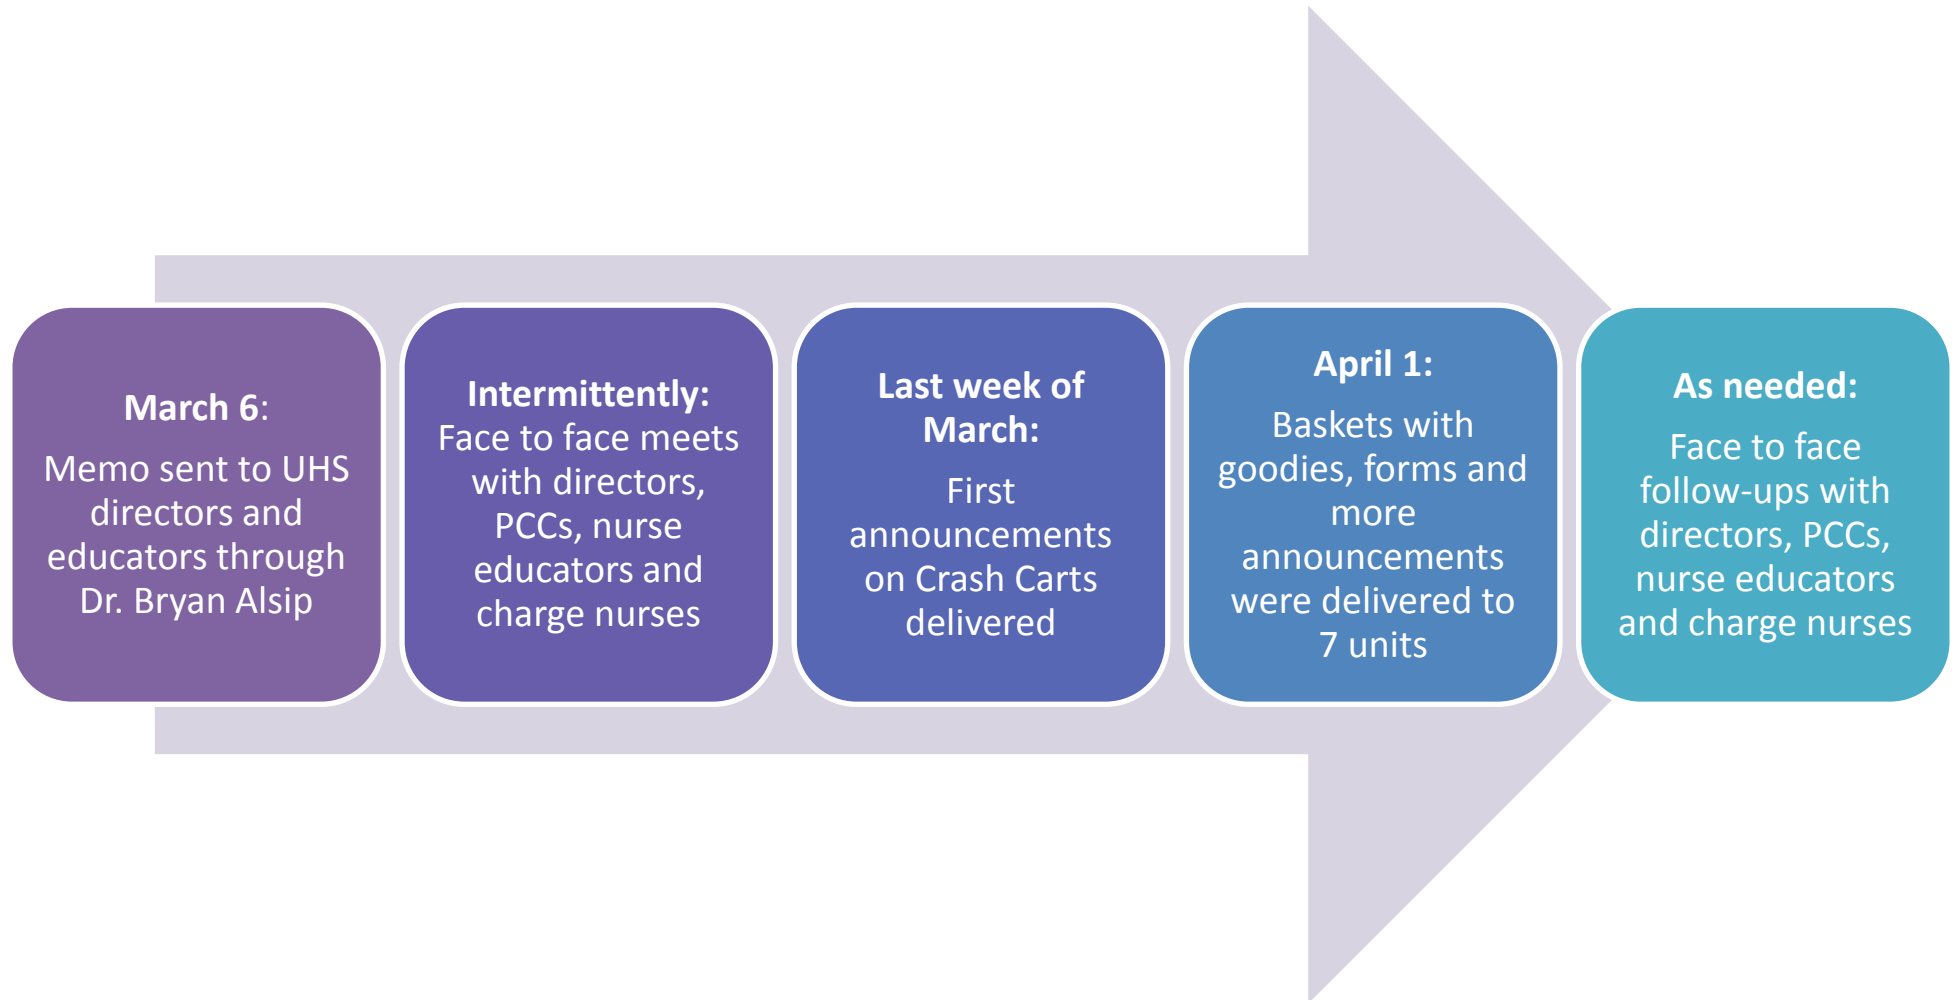 March 6:
Memo sent to UHS
directors and
educators through
Dr. Bryan Alsip
Intermittently:
Face to face meets
with directors,
PCCs, nurse
educators and
charge nurses
Last week of
March:
First
announcements
on Crash Carts
delivered
April 1:
Baskets with
goodies, forms and
more
announcements
were delivered to
7 units
As needed:
Face to face
follow-ups with
directors, PCCs,
nurse educators
and charge nurses